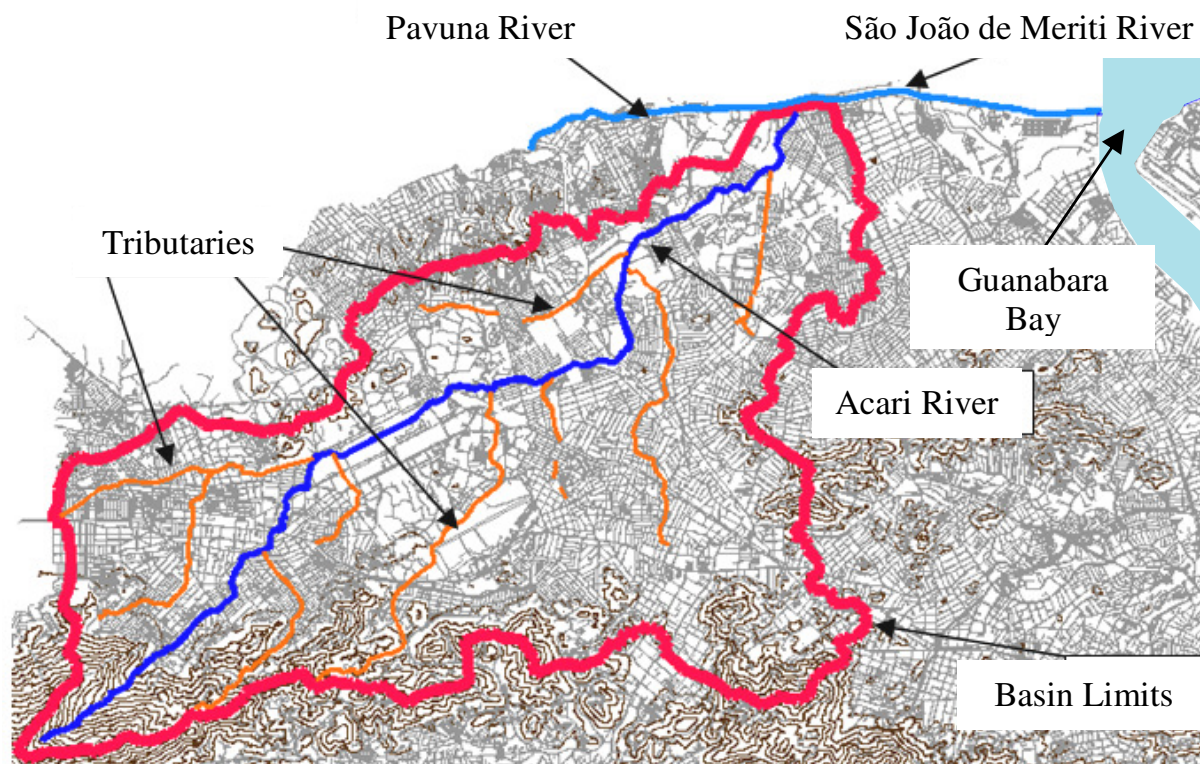 Pavuna River
São João de Meriti River
Tributaries
Guanabara
Bay
Acari River
Basin Limits